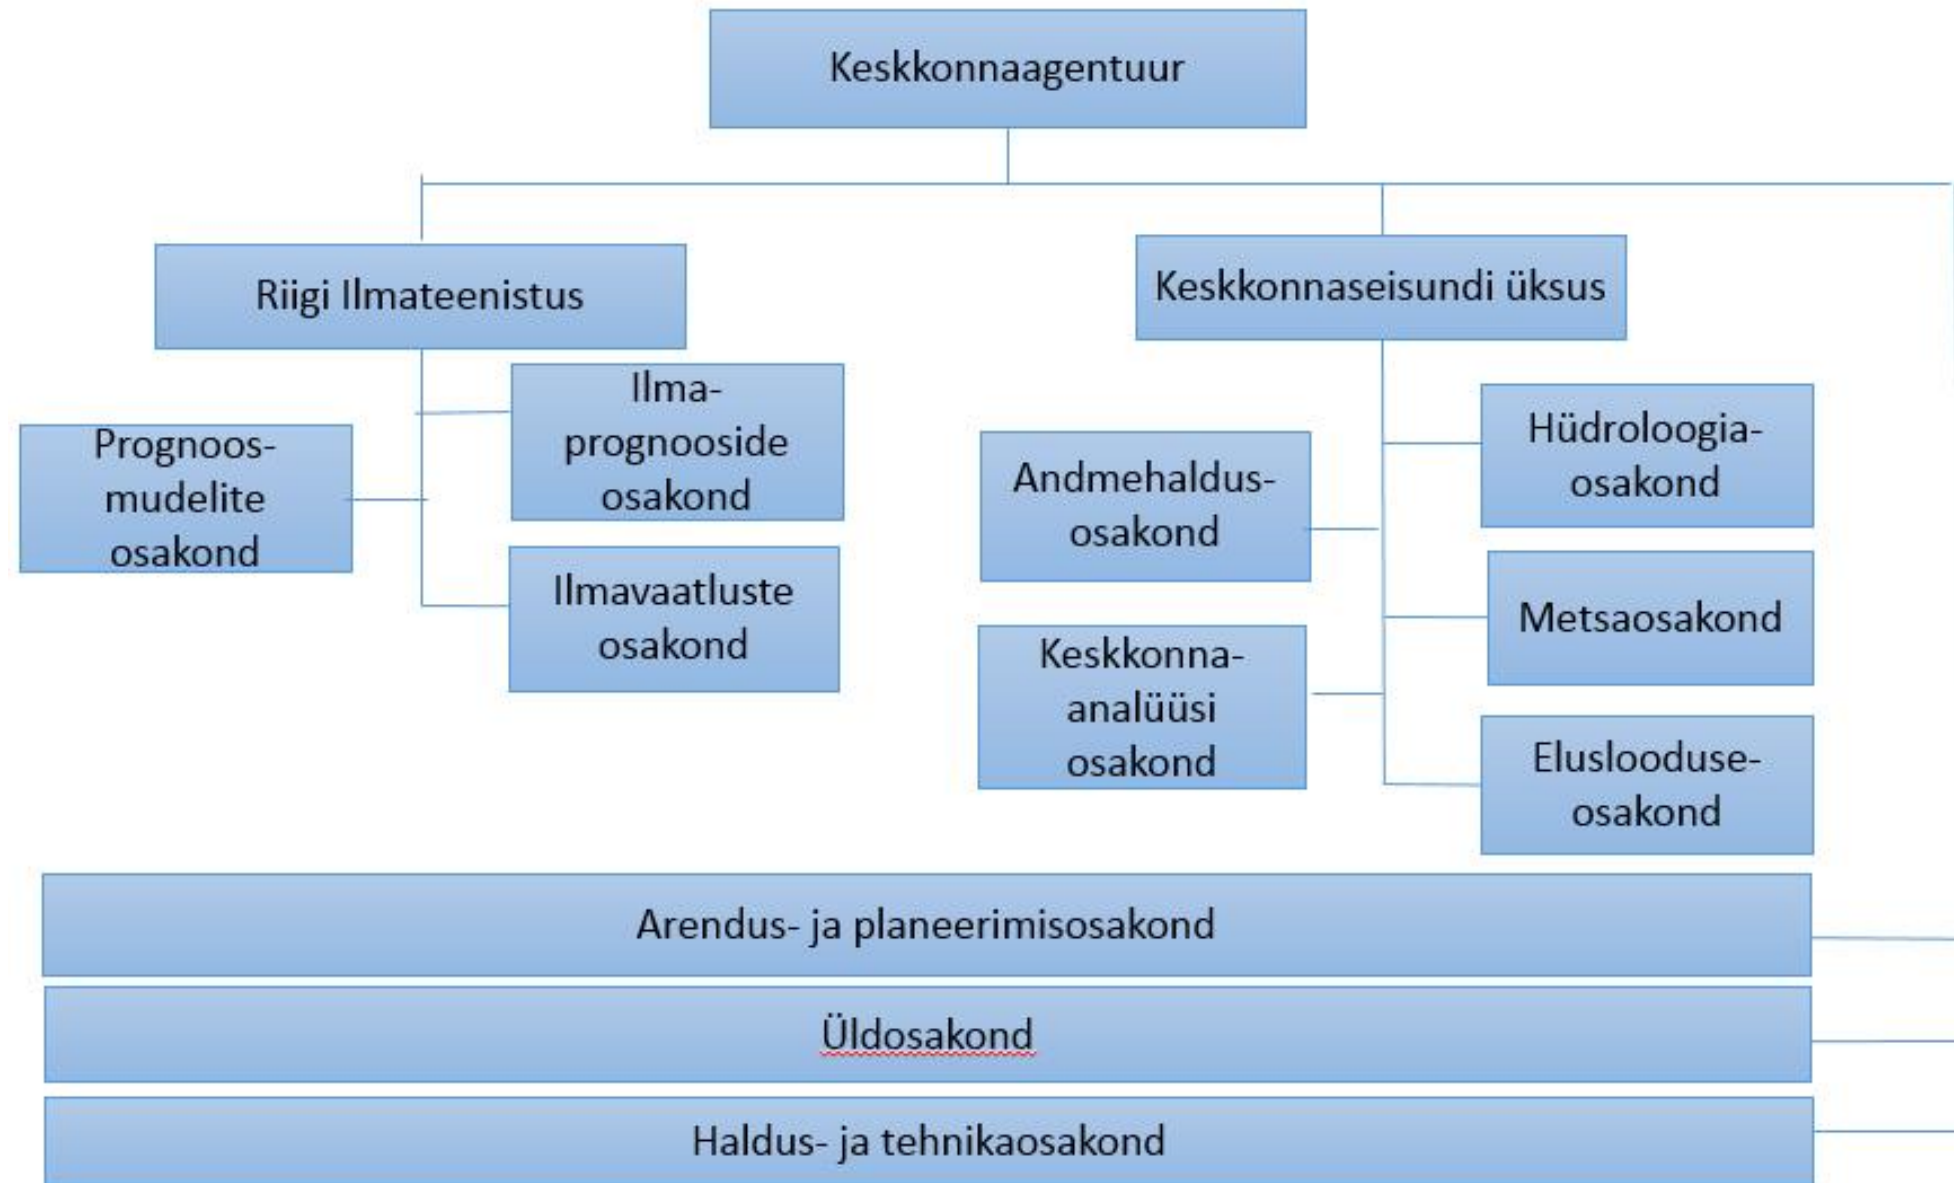 Keskkonnaagentuur
Riigi Ilmateenistus
Keskkonnaseisundi üksus
Prognoos-
mudelite
osakond
Ilma-
prognooside
osakond
Ilmavaatluste
osakond
Andmehaldus-
osakond
Keskkonna-
analüüsi
osakond
Hüdroloogia-
osakond
Metsaosakond
Eluslooduse-
osakond
Arendus- ja planeerimisosakond
Üldosakond
Haldus- ja tehnikaosakond